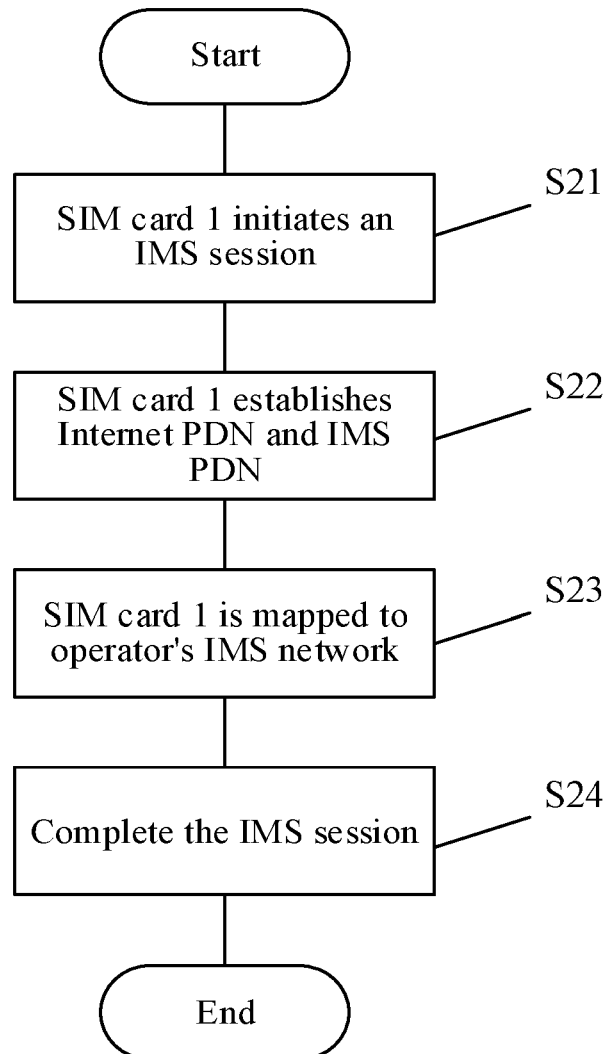 Start
S21
SIM card 1 initiates an
IMS session
S22
SIM card 1 establishes
Internet PDN and IMS
PDN
S23
SIM card 1 is mapped to
operator's IMS network
S24
Complete the IMS session
End